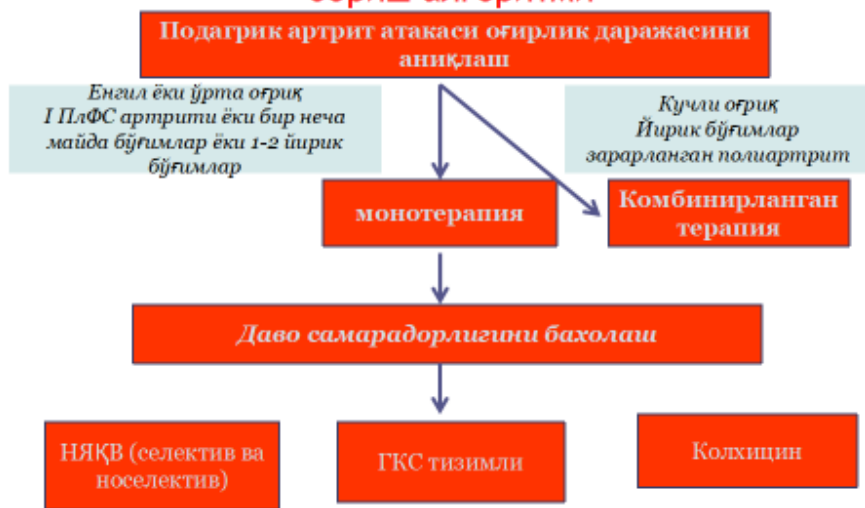 Подагрик артрит атакаси оғирлик даражасини
аниқлаш
Енгил ёки ўрта оғриқ
I ПлФС артрити ёки бир неча
майда бўғимлар ёки 1-2 йирик
бўғимлар
Кучли оғриқ
Йирик бўғимлар
зарарланган полиартрит
монотерапия
Комбинирланган
терапия
Даво самарадорлигини бахолаш
НЯҚВ (селектив ва
носелектив)
ГКС тизимли
Колхицин